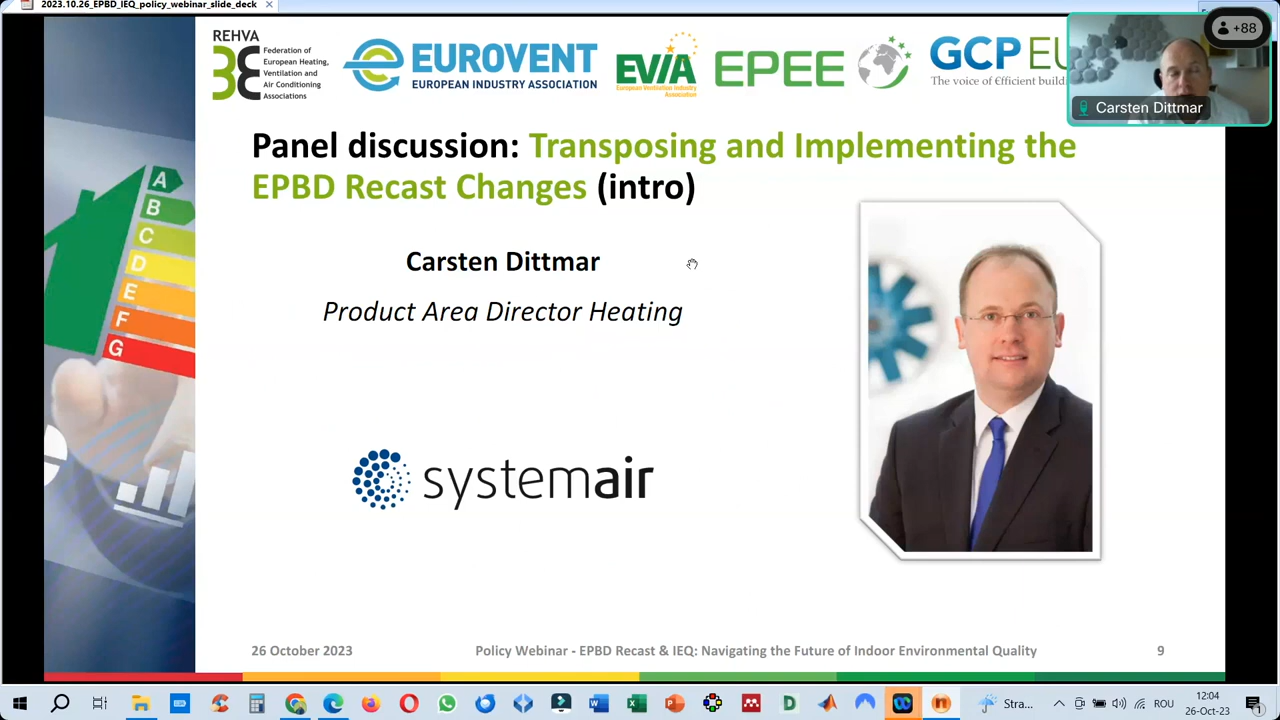 2023.10.26_EPBD_IEQ_policy_webinar_slide_deck
REHVA
Federation of
European Heating,
Ventilation and
Air Conditioning
Associations
EUROVENT
EUROPEAN INDUSTRY ASSOCIATION
EVIA
European Ventilation Industry
Association
EPEE
GCP EU
The voice of €fficient build
+88
Carsten Dittmar
Panel discussion: Transposing and Implementing the
EPBD Recast Changes (intro)
A
B
C
D
E
F
G
Carsten Dittmar
Product Area Director Heating
systemair
26 October 2023
Policy Webinar - EPBD Recast & IEQ: Navigating the Future of Indoor Environmental Quality
9
Stra...
ROU
12:04
26-Oct-23